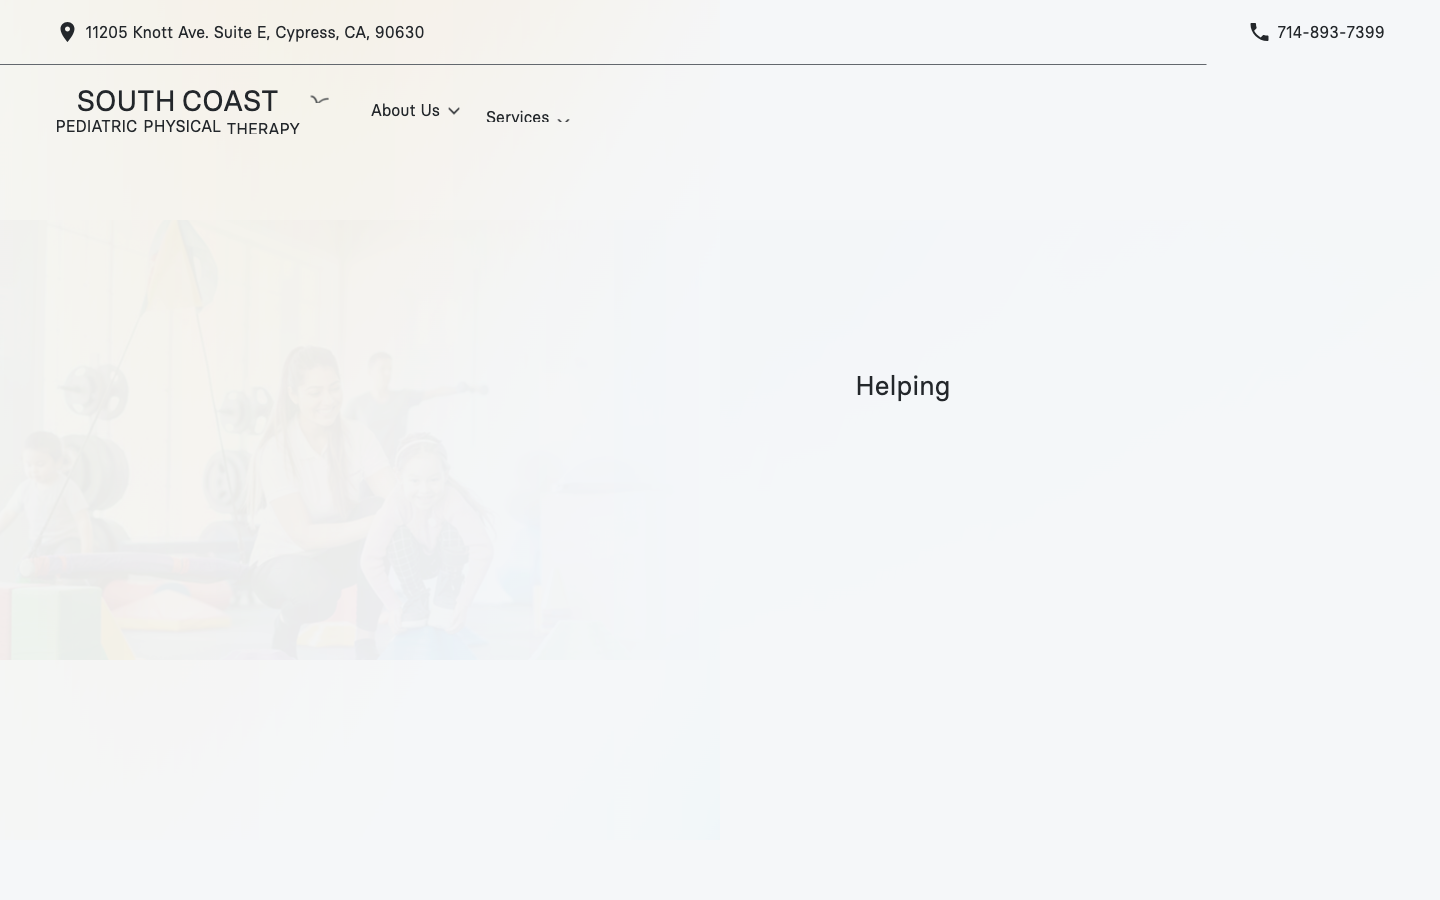 11205 Knott Ave. Suite E, Cypress, CA, 90630
714-893-7399
SOUTH COAST
PEDIATRIC PHYSICAL THERAPY
About Us
Services
Helping